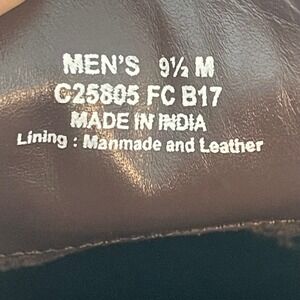 MEN'S 9½ M
C25805 FC B17
MADE IN INDIA
Lining : Manmade and Leather